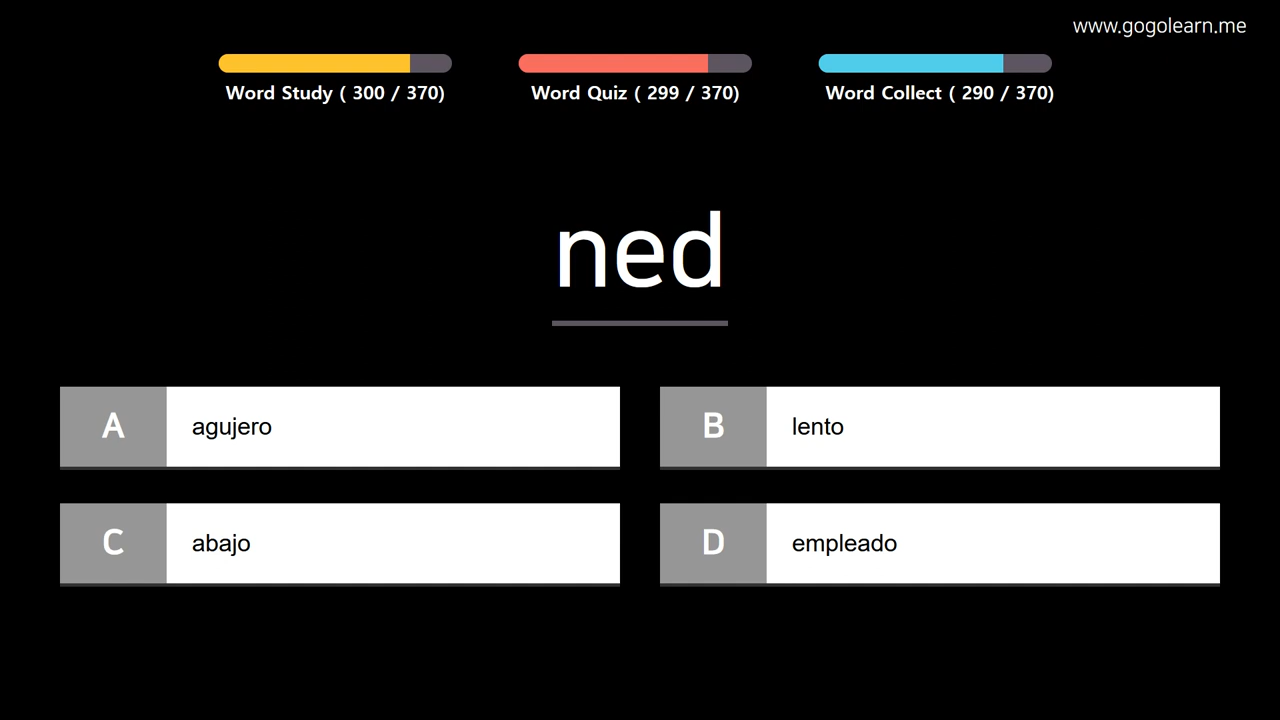 www.gogolearn.me
Word Study ( 300 / 370)
Word Quiz ( 299 / 370)
Word Collect ( 290 / 370)
ned
A agujero
B lento
C abajo
D empleado